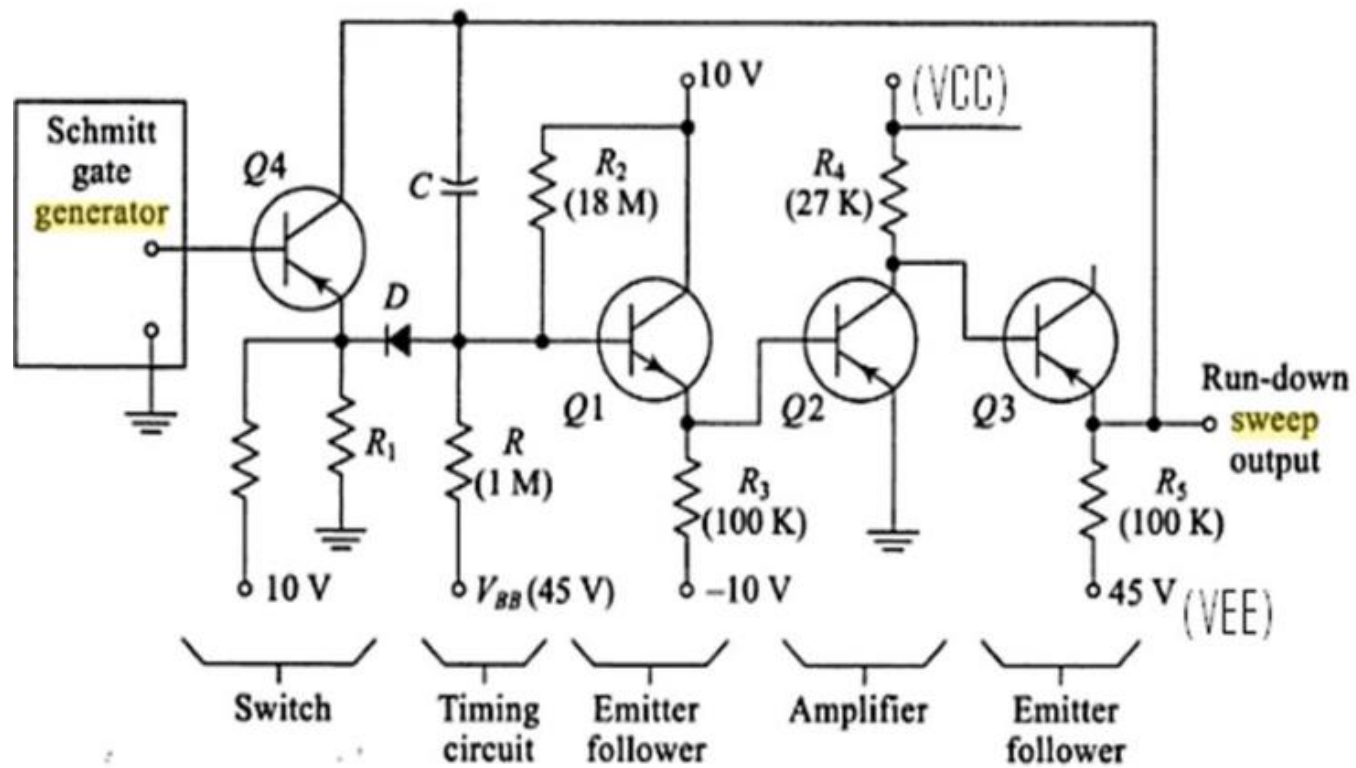 Schmitt
gate
generator
Q4
D
C
R1
10 V
R2
(18 M)
10 V
Q1
R
(1 M)
VBB (45 V)
R3
(100 K)
–10 V
(VCC)
R4
(27 K)
Q2
Q3
Run-down
sweep
output
R5
(100 K)
45 V (VEE)
Switch
Timing
circuit
Emitter
follower
Amplifier
Emitter
follower